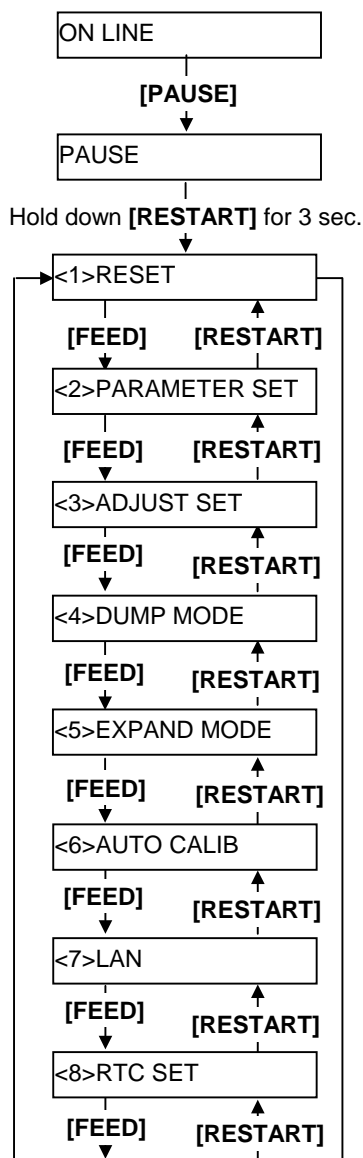 ON LINE
[PAUSE]
PAUSE
Hold down [RESTART] for 3 sec.
<1>RESET
[FEED] [RESTART]
<2>PARAMETER SET
[FEED] [RESTART]
<3>ADJUST SET
[FEED] [RESTART]
<4>DUMP MODE
[FEED] [RESTART]
<5>EXPAND MODE
[FEED] [RESTART]
<6>AUTO CALIB
[FEED] [RESTART]
<7>LAN
[FEED] [RESTART]
<8>RTC SET
[FEED] [RESTART]